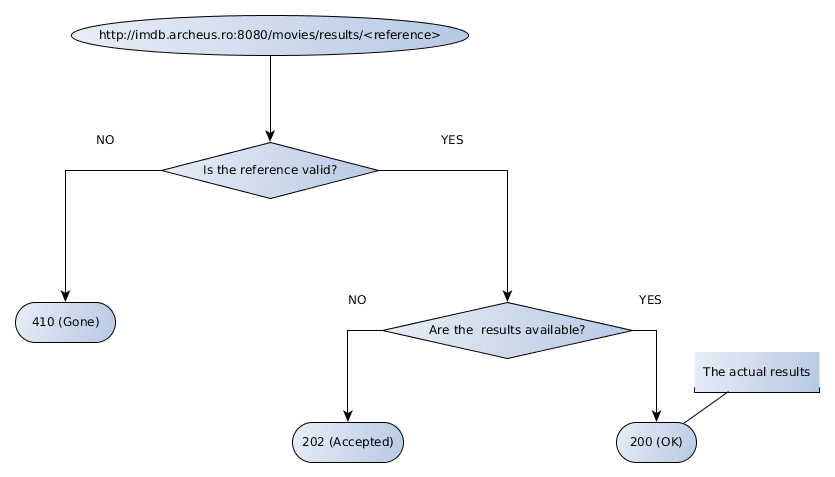 http://imdb.archeus.ro:8080/movies/results/<reference>
NO
YES
Is the reference valid?
410 (Gone)
NO
YES
Are the  results available?
The actual results
202 (Accepted)
200 (OK)